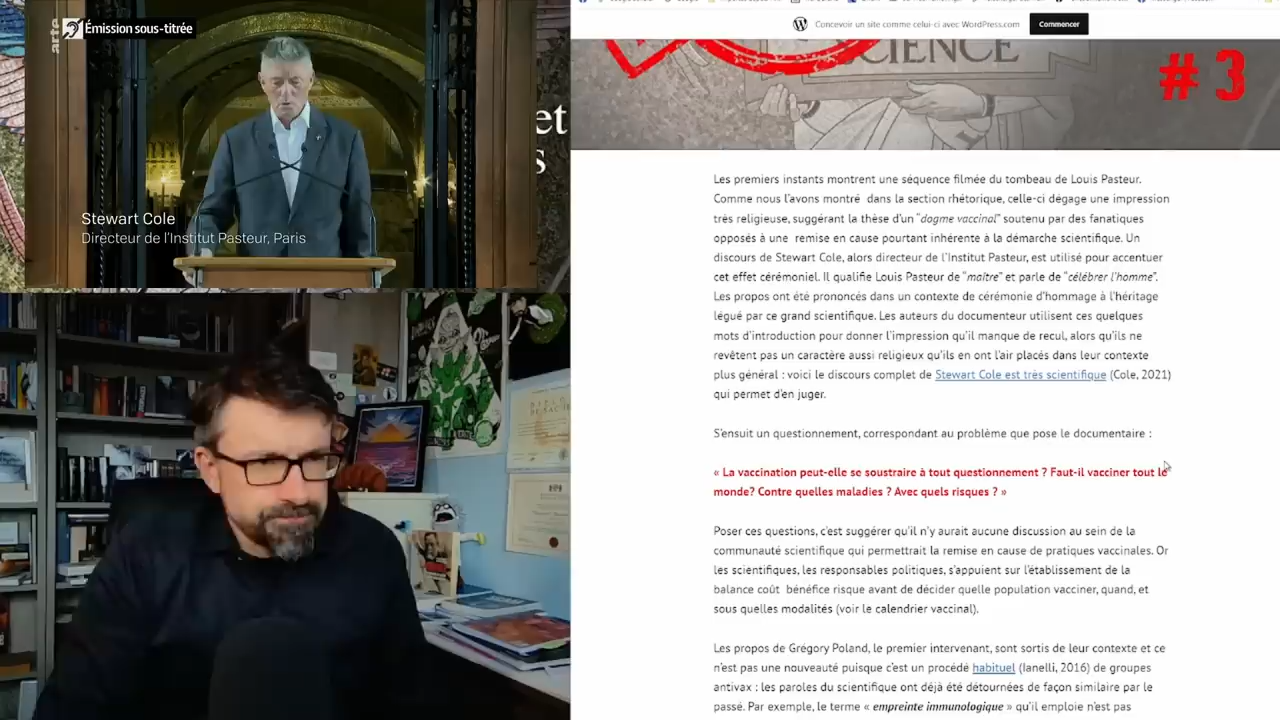 arte
Émission sous-titrée
et
s
Stewart Cole
Directeur de l'Institut Pasteur, Paris
Concevoir un site comme celui-ci avec WordPress.com
Commencer
SCIENCE
# 3
Les premiers instants montrent une séquence filmée du tombeau de Louis Pasteur.
Comme nous l'avons montré dans la section rhétorique, celle-ci dégage une impression
très religieuse, suggérant la thèse d'un "dogme vaccinal" soutenu par des fanatiques
opposés à une remise en cause pourtant inhérente à la démarche scientifique. Un
discours de Stewart Cole, alors directeur de l'Institut Pasteur, est utilisé pour accentuer
cet effet cérémoniel. Il qualifie Louis Pasteur de "maître" et parle de "célébrer l'homme".
Les propos ont été prononcés dans un contexte de cérémonie d'hommage à l'héritage
légué par ce grand scientifique. Les auteurs du documenteur utilisent ces quelques
mots d'introduction pour donner l'impression qu'il manque de recul, alors qu'ils ne
revêtent pas un caractère aussi religieux qu'ils en ont l'air placés dans leur contexte
plus général : voici le discours complet de Stewart Cole est très scientifique (Cole, 2021)
qui permet d'en juger.
S'ensuit un questionnement, correspondant au problème que pose le documentaire :
« La vaccination peut-elle se soustraire à tout questionnement ? Faut-il vacciner tout le
monde? Contre quelles maladies ? Avec quels risques ? »
Poser ces questions, c'est suggérer qu'il n'y aurait aucune discussion au sein de la
communauté scientifique qui permettrait la remise en cause de pratiques vaccinales. Or
les scientifiques, les responsables politiques, s'appuient sur l'établissement de la
balance coût bénéfice risque avant de décider quelle population vacciner, quand, et
sous quelles modalités (voir le calendrier vaccinal).
Les propos de Grégory Poland, le premier intervenant, sont sortis de leur contexte et ce
n'est pas une nouveauté puisque c'est un procédé habituel (Ianelli, 2016) de groupes
antivax : les paroles du scientifique ont déjà été détournées de façon similaire par le
passé. Par exemple, le terme « empreinte immunologique » qu'il emploie n'est pas